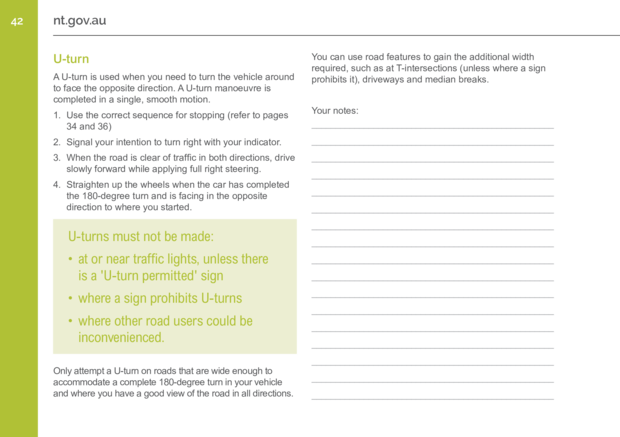 42
nt.gov.au
U-turn
A U-turn is used when you need to turn the vehicle around
to face the opposite direction. A U-turn manoeuvre is
completed in a single, smooth motion.
1. Use the correct sequence for stopping (refer to pages
34 and 36)
2. Signal your intention to turn right with your indicator.
3. When the road is clear of traffic in both directions, drive
slowly forward while applying full right steering.
4. Straighten up the wheels when the car has completed
the 180-degree turn and is facing in the opposite
direction to where you started.
U-turns must not be made:
• at or near traffic lights, unless there
is a 'U-turn permitted' sign
• where a sign prohibits U-turns
• where other road users could be
inconvenienced.
Only attempt a U-turn on roads that are wide enough to
accommodate a complete 180-degree turn in your vehicle
and where you have a good view of the road in all directions.
You can use road features to gain the additional width
required, such as at T-intersections (unless where a sign
prohibits it), driveways and median breaks.
Your notes: